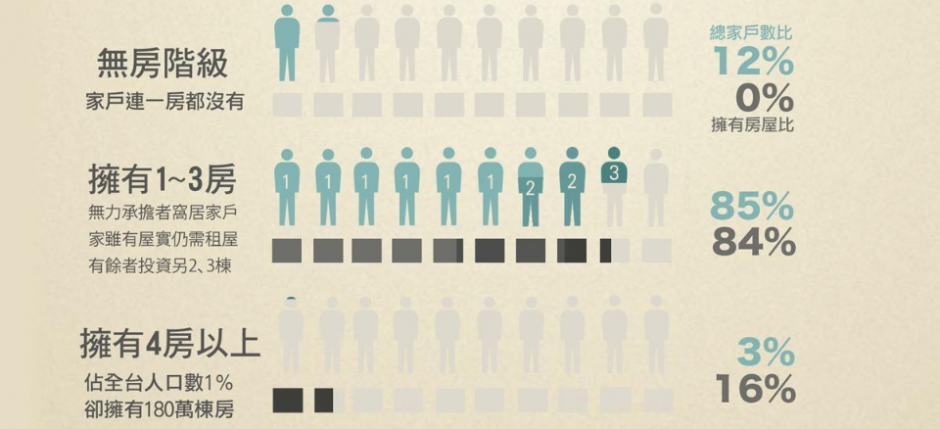 無房階級
家戶連一房都沒有
總家戶數比
12%
0%
擁有房屋比
擁有1~3房
無力承擔者窩居家戶
家雖有屋實仍需租屋
有餘者投資另2、3棟
1 1 1 1 1 1 2 2 3
85%
84%
擁有4房以上
佔全台人口數1%
卻擁有180萬棟房
3%
16%